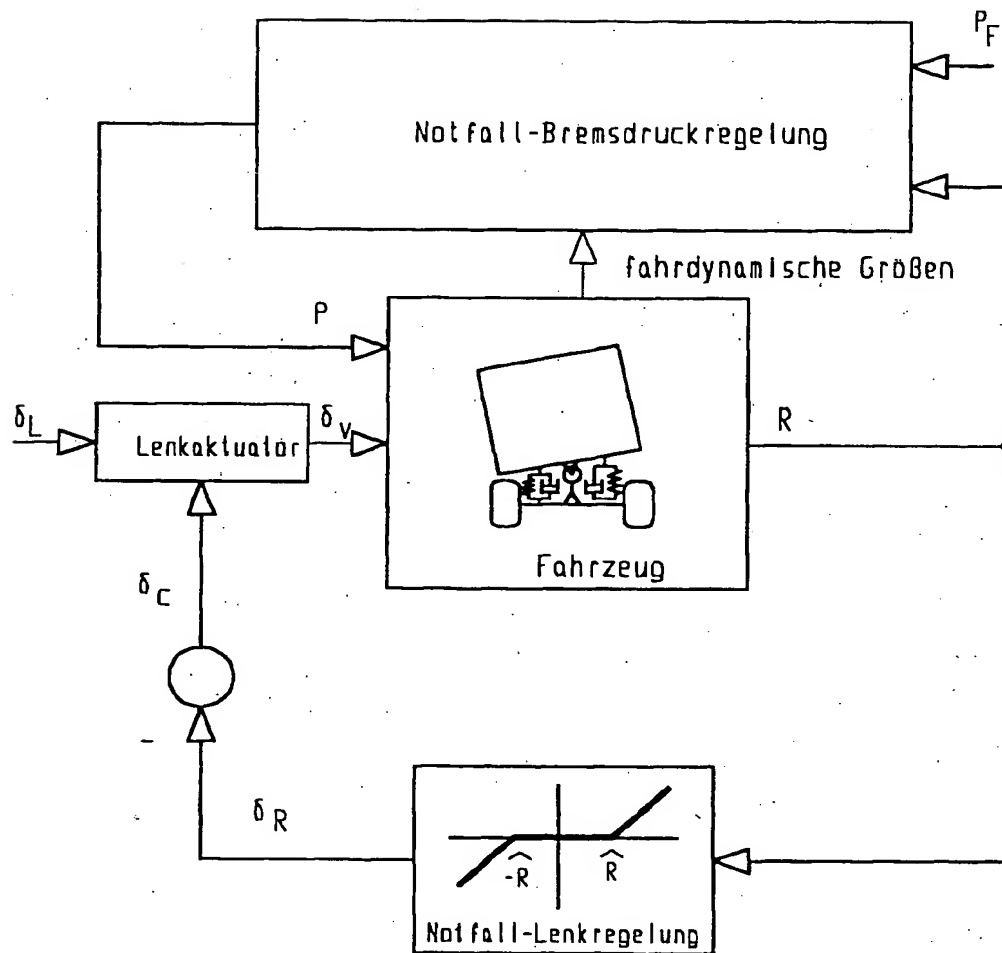 P_F
Notfall-Bremsdruckregelung
fahrdynamische Größen
P
δ_L
Lenkaktuator
δ_V
R
Fahrzeug
δ_C
-
δ_R
-R̂
R̂
Notfall-Lenkregelung